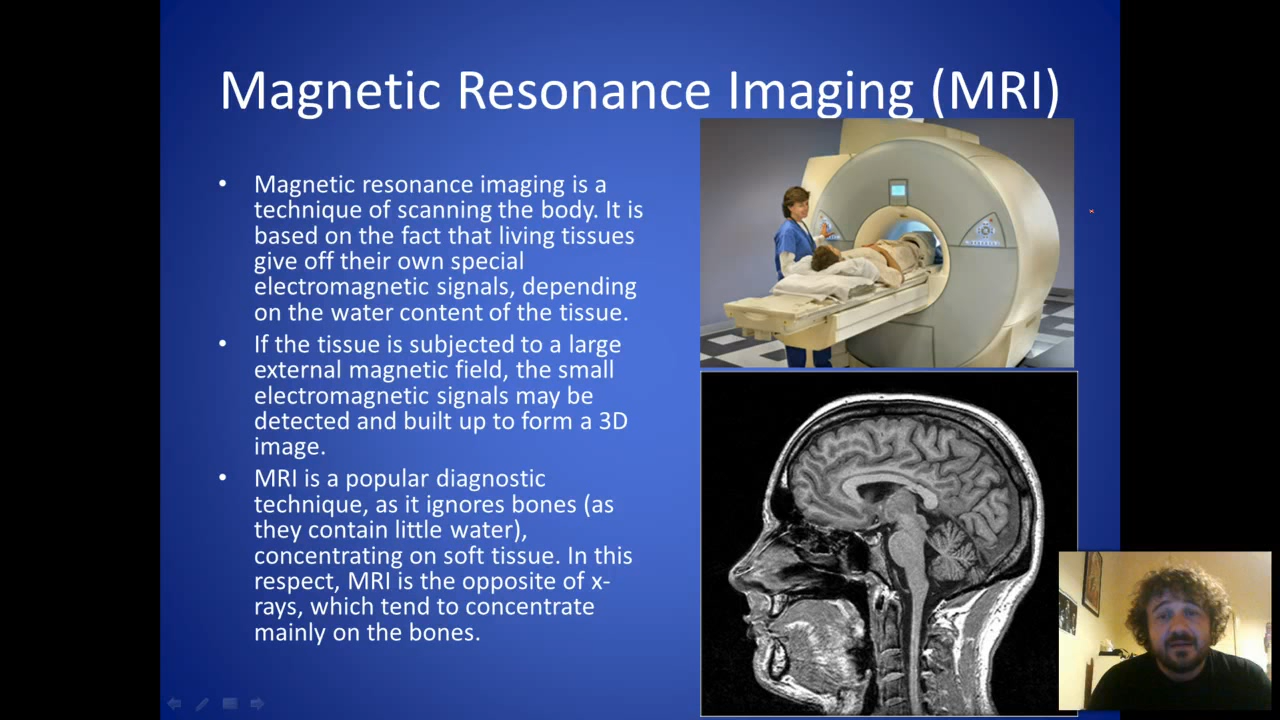 Magnetic Resonance Imaging (MRI)
• Magnetic resonance imaging is a
technique of scanning the body. It is
based on the fact that living tissues
give off their own special
electromagnetic signals, depending
on the water content of the tissue.
• If the tissue is subjected to a large
external magnetic field, the small
electromagnetic signals may be
detected and built up to form a 3D
image.
• MRI is a popular diagnostic
technique, as it ignores bones (as
they contain little water),
concentrating on soft tissue. In this
respect, MRI is the opposite of x-
rays, which tend to concentrate
mainly on the bones.